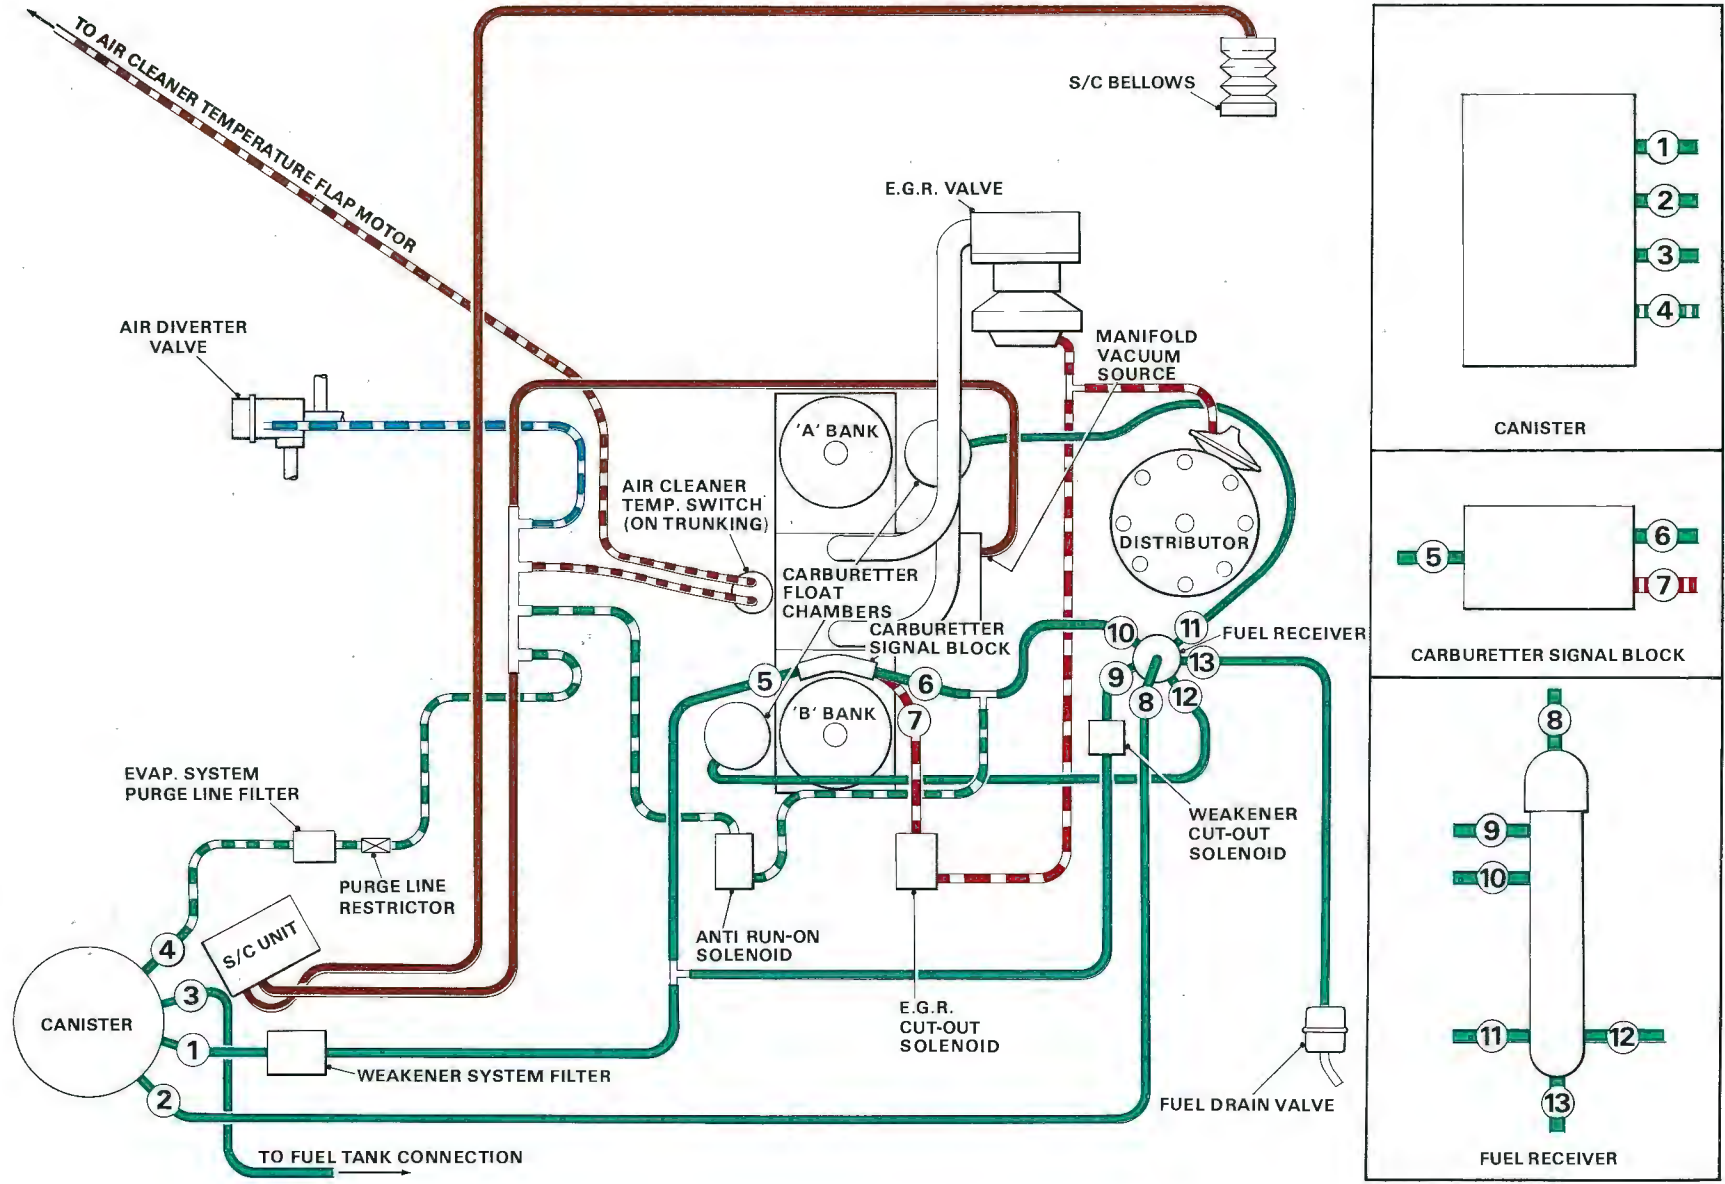 TO AIR CLEANER TEMPERATURE FLAP MOTOR
S/C BELLOWS
E.G.R. VALVE
AIR DIVERTER
VALVE
MANIFOLD
VACUUM
SOURCE
'A' BANK
AIR CLEANER
TEMP. SWITCH
(ON TRUNKING)
DISTRIBUTOR
CARBURETTER
FLOAT
CHAMBERS
CARBURETTER
SIGNAL BLOCK
10
11
FUEL RECEIVER
13
9
8
12
5
6
7
'B' BANK
EVAP. SYSTEM
PURGE LINE FILTER
WEAKENER
CUT-OUT
SOLENOID
PURGE LINE
RESTRICTOR
ANTI RUN-ON
SOLENOID
S/C UNIT
4
3
CANISTER
1
2
E.G.R.
CUT-OUT
SOLENOID
WEAKENER SYSTEM FILTER
FUEL DRAIN VALVE
TO FUEL TANK CONNECTION
1
2
3
4
CANISTER
5
6
7
CARBURETTER SIGNAL BLOCK
8
9
10
11
12
13
FUEL RECEIVER